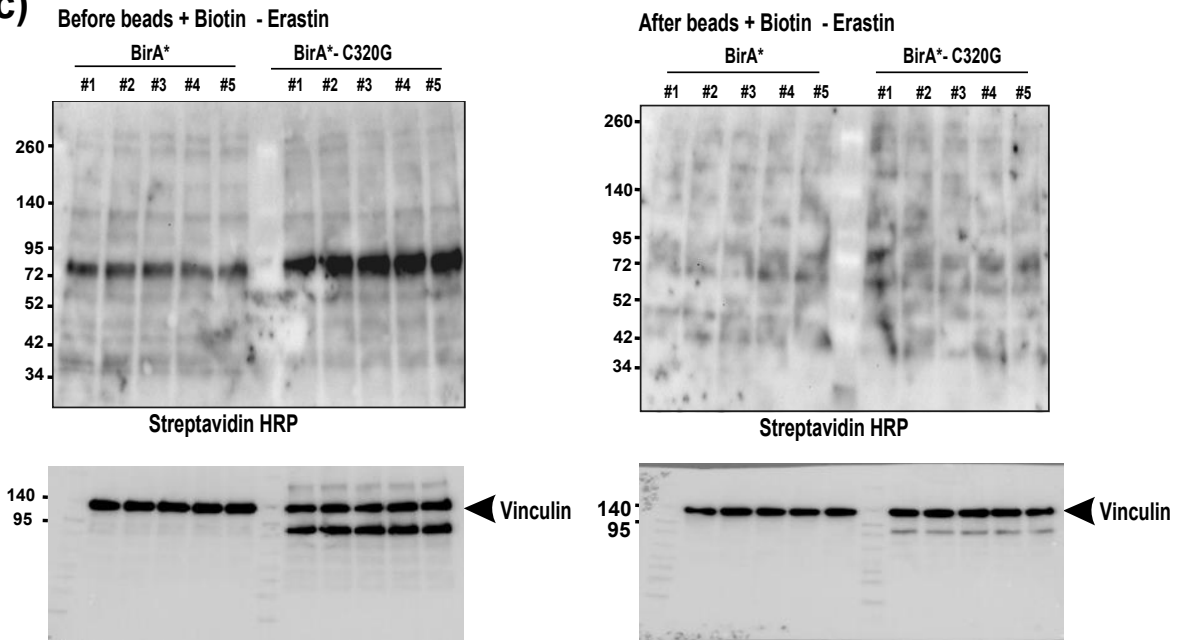 c)
Before beads + Biotin - Erastin
BirA* BirA*- C320G
#1 #2 #3 #4 #5 #1 #2 #3 #4 #5
260
140
95
72
52
42
34
Streptavidin HRP
140
95
Vinculin
After beads + Biotin - Erastin
BirA* BirA*- C320G
#1 #2 #3 #4 #5 #1 #2 #3 #4 #5
260
140
95
72
52
42
34
Streptavidin HRP
140
95
Vinculin